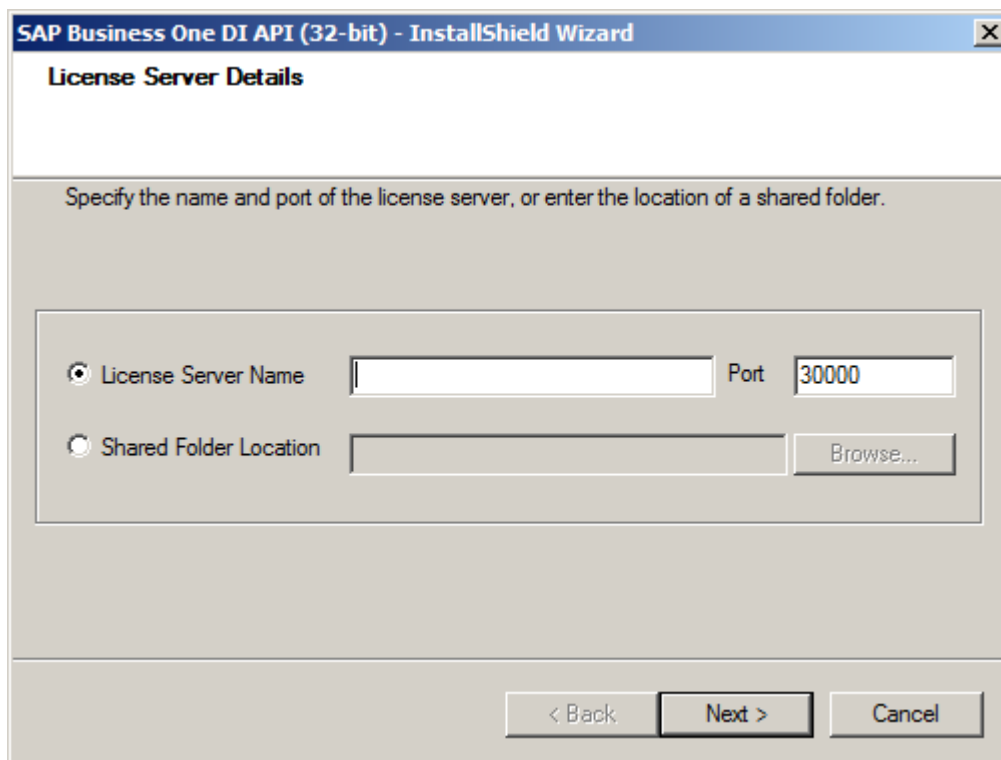 SAP Business One DI API (32-bit) - InstallShield Wizard
License Server Details
Specify the name and port of the license server, or enter the location of a shared folder.
License Server Name Port 30000
Shared Folder Location Browse...
< Back Next > Cancel